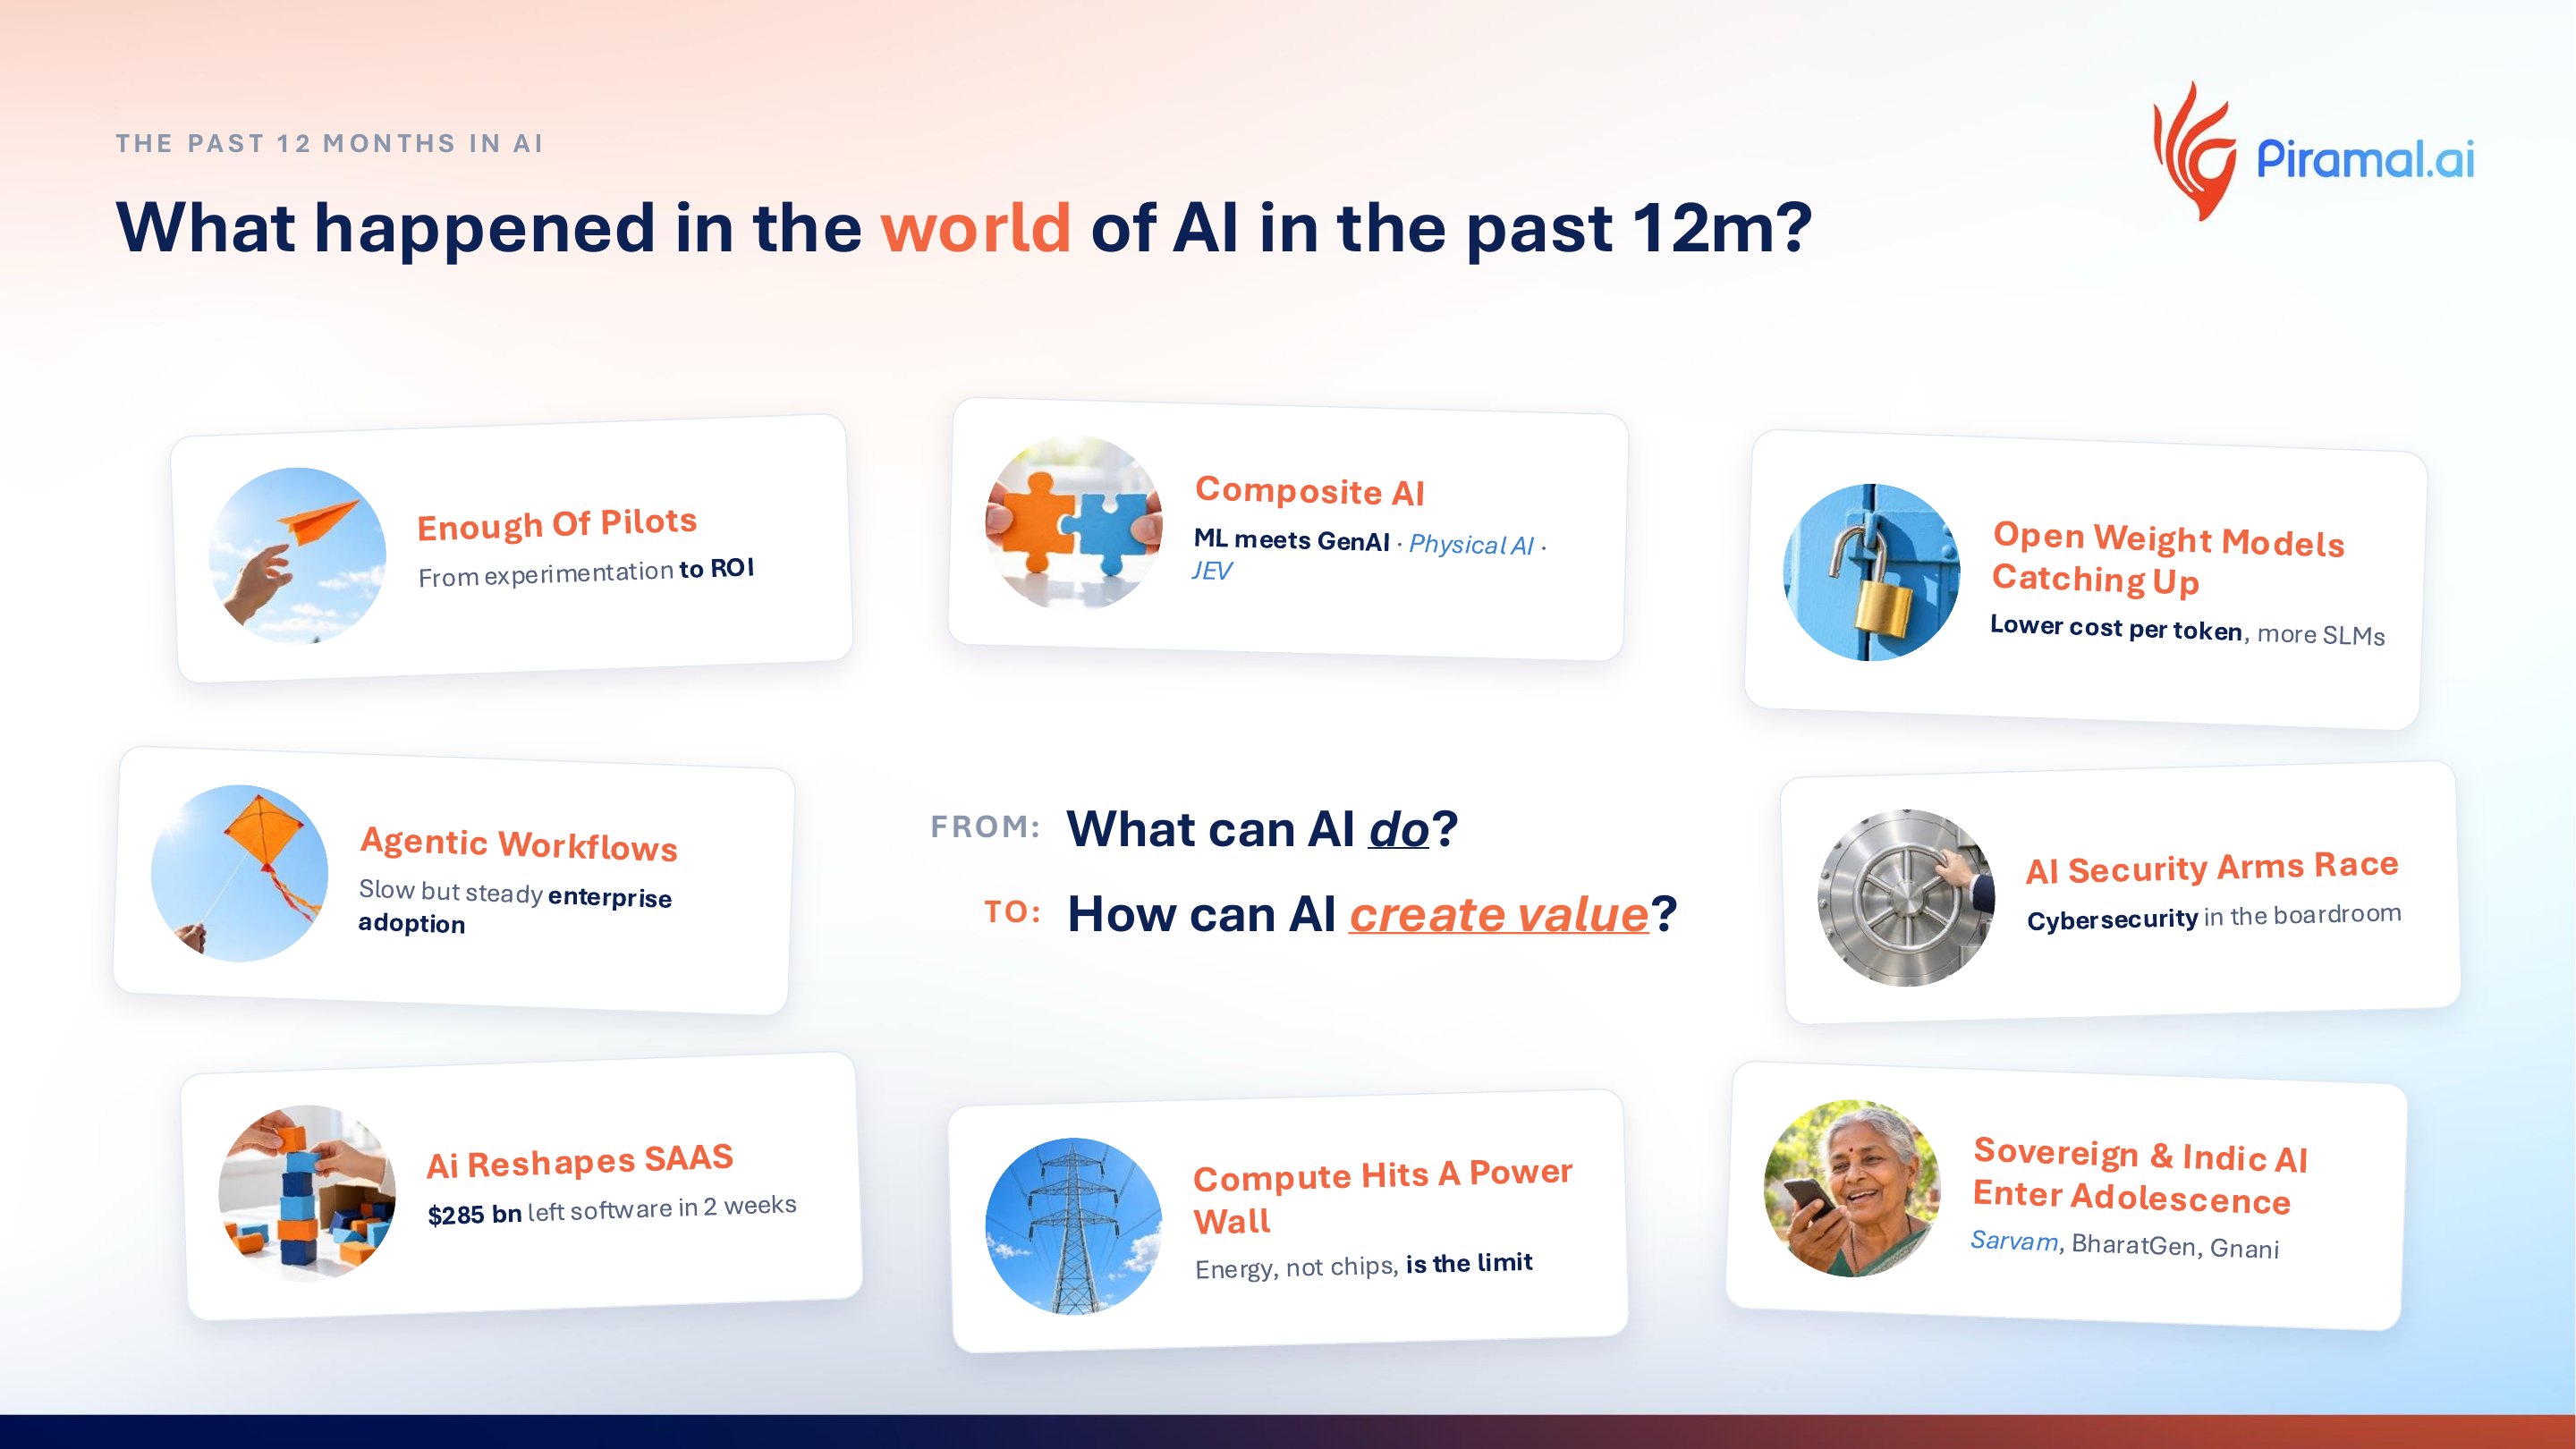 THE PAST 12 MONTHS IN AI
What happened in the world of AI in the past 12m?
Piramal.ai
Enough Of Pilots
From experimentation to ROI
Composite AI
ML meets GenAI · Physical AI ·
JEV
Open Weight Models
Catching Up
Lower cost per token, more SLMs
Agentic Workflows
Slow but steady enterprise
adoption
FROM: What can AI do?
TO: How can AI create value?
AI Security Arms Race
Cybersecurity in the boardroom
Ai Reshapes SAAS
$285 bn left software in 2 weeks
Compute Hits A Power
Wall
Energy, not chips, is the limit
Sovereign & Indic AI
Enter Adolescence
Sarvam, BharatGen, Gnani